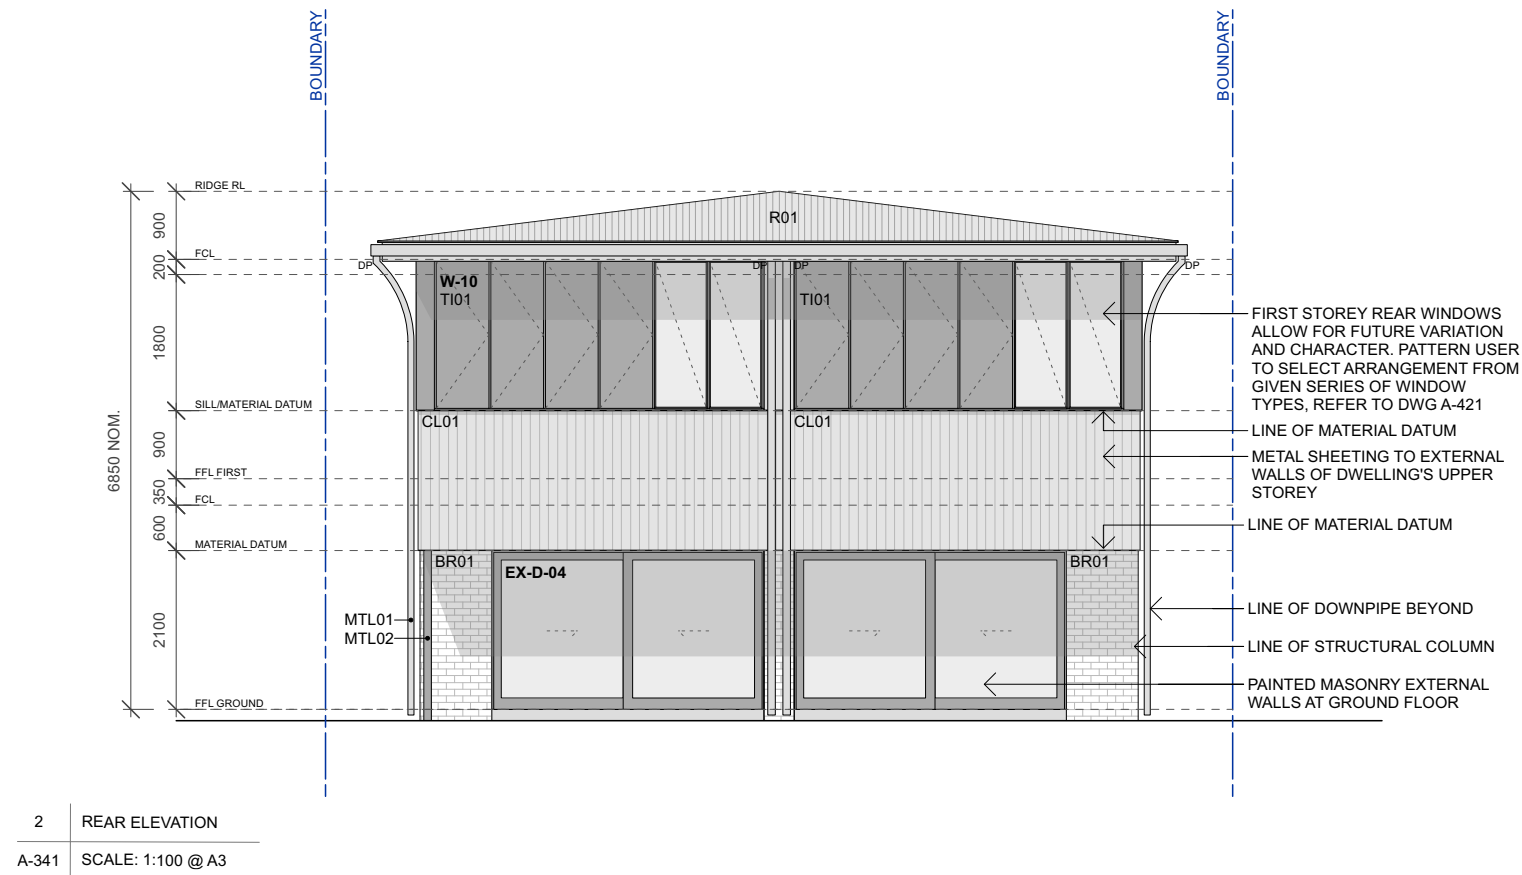 BOUNDARY
BOUNDARY
RIDGE RL
900
R01
FCL
200
DP
DP
DP
DP
W-10
TI01
TI01
1800
FIRST STOREY REAR WINDOWS
ALLOW FOR FUTURE VARIATION
AND CHARACTER. PATTERN USER
TO SELECT ARRANGEMENT FROM
GIVEN SERIES OF WINDOW
TYPES, REFER TO DWG A-421
SILL/MATERIAL DATUM
CL01
CL01
LINE OF MATERIAL DATUM
900
6850 NOM.
METAL SHEETING TO EXTERNAL
WALLS OF DWELLING'S UPPER
STOREY
FFL FIRST
350
FCL
600
LINE OF MATERIAL DATUM
MATERIAL DATUM
BR01
EX-D-04
BR01
2100
MTL01
MTL02
LINE OF DOWNPIPE BEYOND
LINE OF STRUCTURAL COLUMN
PAINTED MASONRY EXTERNAL
WALLS AT GROUND FLOOR
FFL GROUND
2 REAR ELEVATION
A-341 SCALE: 1:100 @ A3